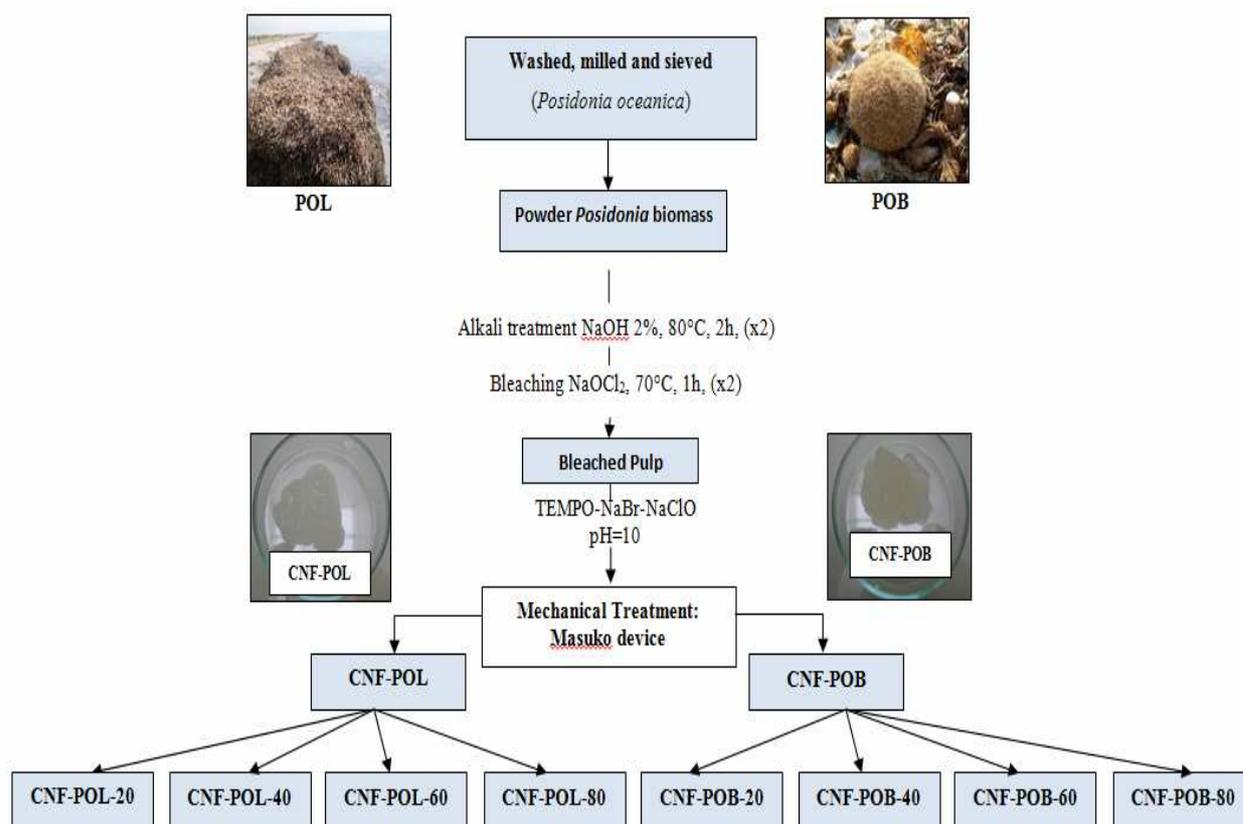 Washed, milled and sieved
(Posidonia oceanica)
POL
POB
Powder Posidonia biomass
Alkali treatment NaOH 2%, 80°C, 2h, (x2)
Bleaching NaOCl₂, 70°C, 1h, (x2)
Bleached Pulp
TEMPO-NaBr-NaClO
pH=10
CNF-POL
CNF-POB
Mechanical Treatment:
Masuko device
CNF-POL
CNF-POB
CNF-POL-20
CNF-POL-40
CNF-POL-60
CNF-POL-80
CNF-POB-20
CNF-POB-40
CNF-POB-60
CNF-POB-80